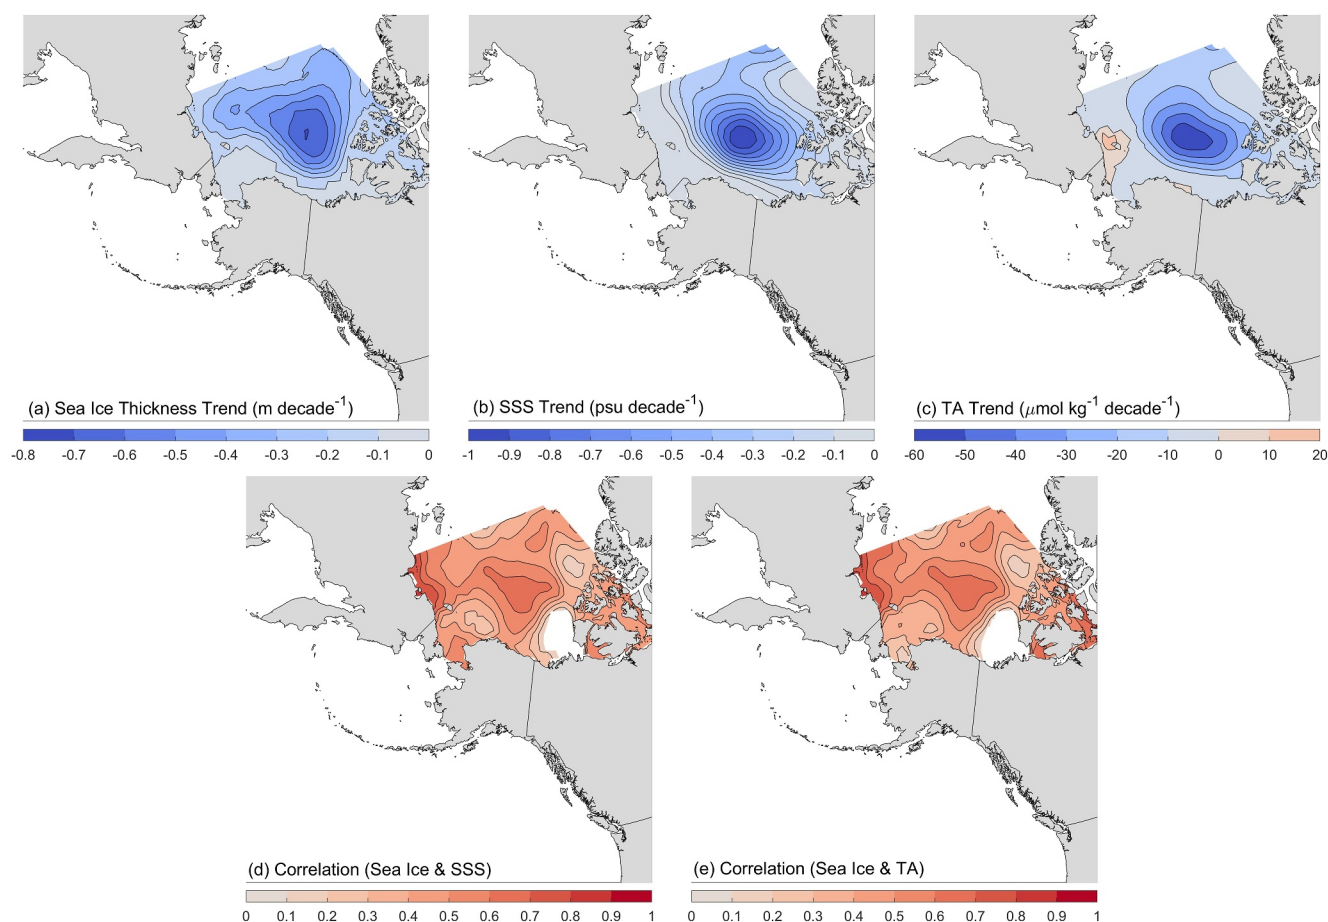 (a) Sea Ice Thickness Trend (m decade⁻¹)
-0.8 -0.7 -0.6 -0.5 -0.4 -0.3 -0.2 -0.1 0
(b) SSS Trend (psu decade⁻¹)
-1 -0.9 -0.8 -0.7 -0.6 -0.5 -0.4 -0.3 -0.2 -0.1 0
(c) TA Trend (μmol kg⁻¹ decade⁻¹)
-60 -50 -40 -30 -20 -10 0 10 20
(d) Correlation (Sea Ice & SSS)
0 0.1 0.2 0.3 0.4 0.5 0.6 0.7 0.8 0.9 1
(e) Correlation (Sea Ice & TA)
0 0.1 0.2 0.3 0.4 0.5 0.6 0.7 0.8 0.9 1